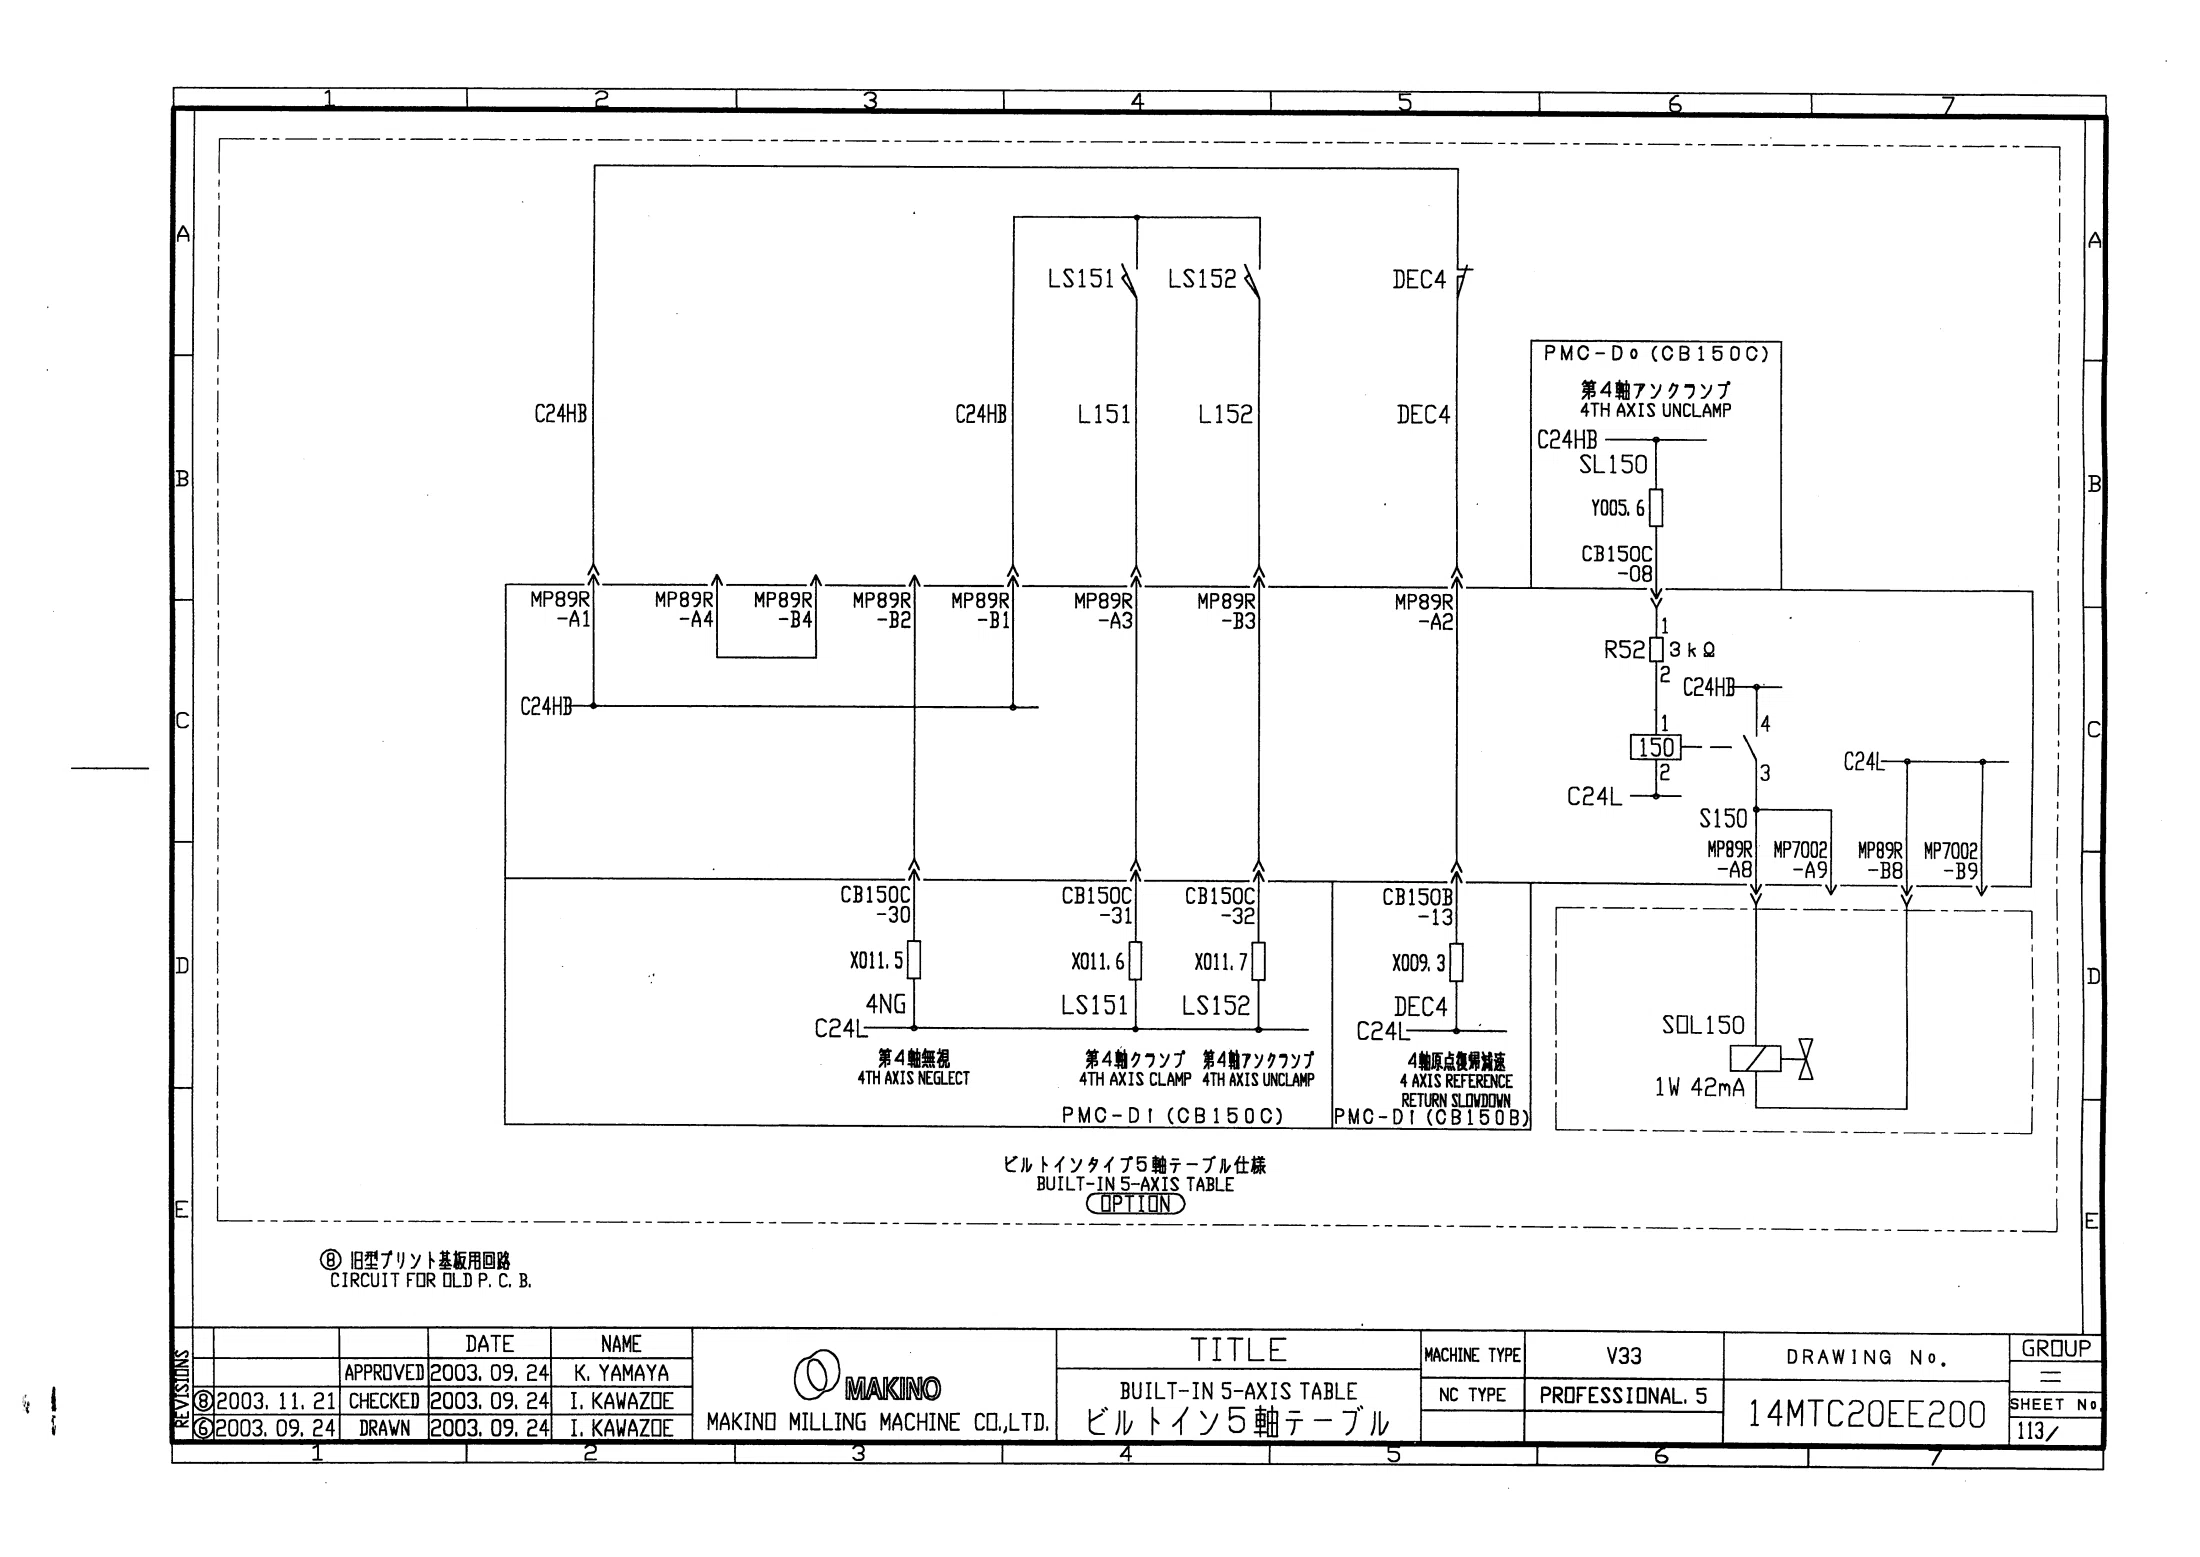 1 2 3 4 5 6 7
A A
LS151 LS152 DEC4
PMC-Do (CB150C)
第4軸アンクランプ
4TH AXIS UNCLAMP
C24HB C24HB L151 L152 DEC4
C24HB
SL150
B B
Y005.6
CB150C
-08
MP89R MP89R MP89R MP89R MP89R MP89R MP89R MP89R
-A1 -A4 -B4 -B2 -B1 -A3 -B3 -A2
1
R52 3kΩ
2
C24HB
C24HB
C C
1 4
150
2 3
C24L
C24L
S150
MP89R MP7002 MP89R MP7002
-A8 -A9 -B8 -B9
CB150C CB150C CB150C CB150B
-30 -31 -32 -13
D D
X011.5 X011.6 X011.7 X009.3
4NG LS151 LS152 DEC4
C24L C24L
SOL150
1W 42mA
第4軸無視 第4軸クランプ 第4軸アンクランプ 4軸原点復帰減速
4TH AXIS NEGLECT 4TH AXIS CLAMP 4TH AXIS UNCLAMP 4 AXIS REFERENCE
RETURN SLOWDOWN
PMC-DI (CB150C) PMC-DI (CB150B)
ビルトインタイプ5軸テーブル仕様
BUILT-IN 5-AXIS TABLE
OPTION
E E
⑧ 旧型プリント基板用回路
CIRCUIT FOR OLD P.C.B.
REVISIONS
DATE NAME
APPROVED 2003.09.24 K. YAMAYA
⑧ 2003.11.21 CHECKED 2003.09.24 I. KAWAZOE
⑥ 2003.09.24 DRAWN 2003.09.24 I. KAWAZOE
MAKINO
MAKINO MILLING MACHINE CO.,LTD.
TITLE
BUILT-IN 5-AXIS TABLE
ビルトイン5軸テーブル
MACHINE TYPE V33
NC TYPE PROFESSIONAL.5
DRAWING No.
14MTC20EE200
GROUP
=
SHEET No.
113/
1 2 3 4 5 6 7